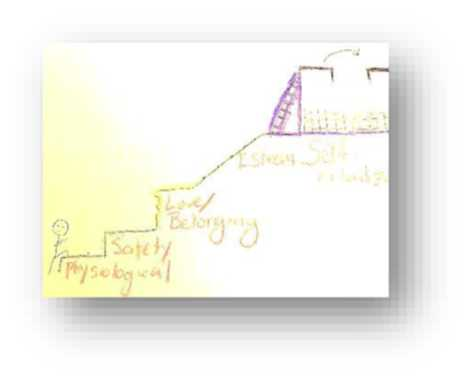 Esteem Self-
Love/
Belonging
Safety
Physiological